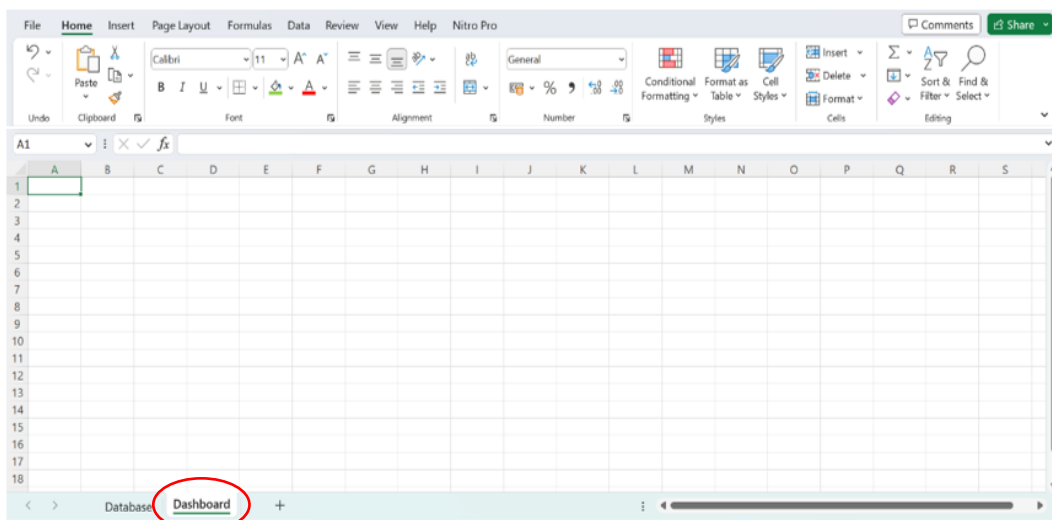 File Home Insert Page Layout Formulas Data Review View Help Nitro Pro Comments Share
Calibri 11 A^ A˅ ab General Insert Σ
Paste Conditional Format as Cell Delete Sort & Find &
B I U A % 9 Formatting Table Styles Format Filter Select
Undo Clipboard Font Alignment Number Styles Cells Editing
A1 fx
A B C D E F G H I J K L M N O P Q R S
1
2
3
4
5
6
7
8
9
10
11
12
13
14
15
16
17
18
Database Dashboard +